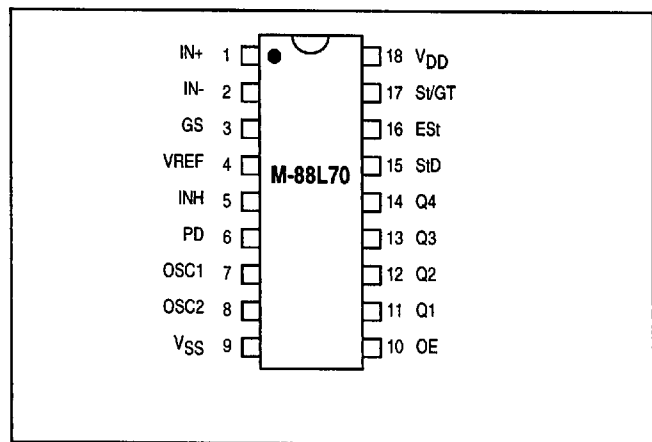 IN+ 1 18 VDD
IN- 2 17 St/GT
GS 3 16 ESt
VREF 4 15 StD
M-88L70
INH 5 14 Q4
PD 6 13 Q3
OSC1 7 12 Q2
OSC2 8 11 Q1
VSS 9 10 OE